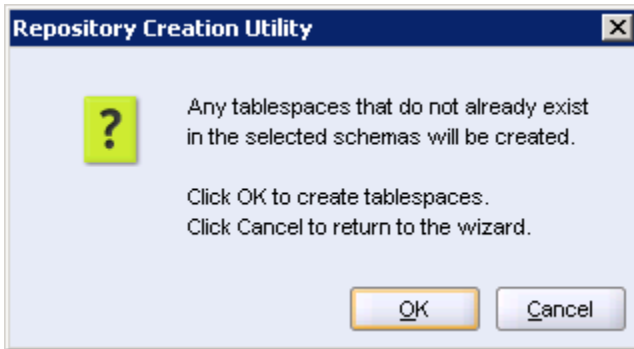 Repository Creation Utility
?
Any tablespaces that do not already exist
in the selected schemas will be created.
Click OK to create tablespaces.
Click Cancel to return to the wizard.
OK
Cancel